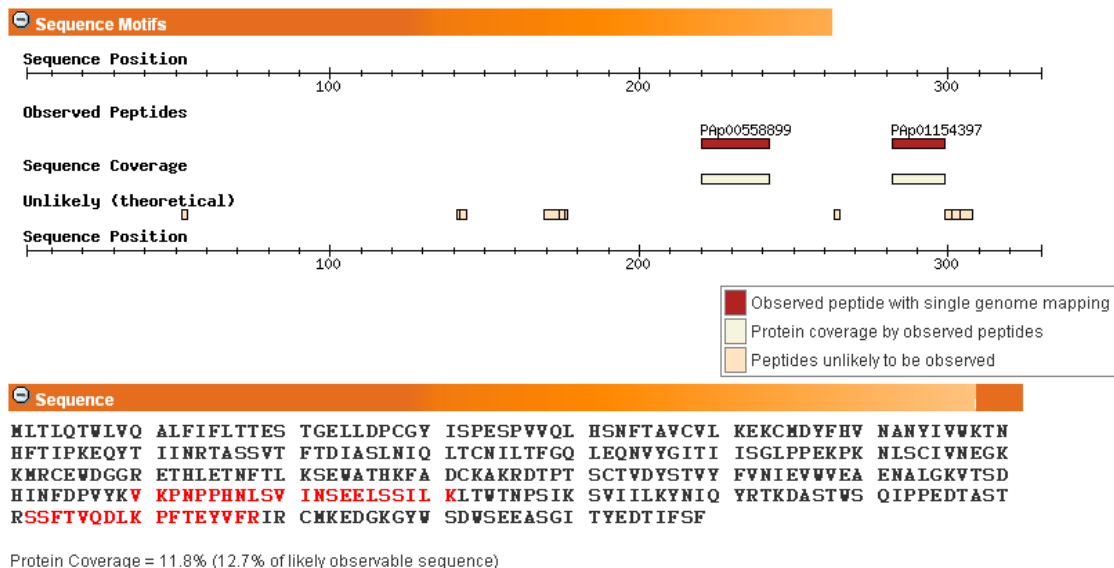 Sequence Motifs
Sequence Position
100 200 300
Observed Peptides
PAp00558899 PAp01154397
Sequence Coverage
Unlikely (theoretical)
Sequence Position
100 200 300
Observed peptide with single genome mapping
Protein coverage by observed peptides
Peptides unlikely to be observed
Sequence
MLTLQTWLVQ ALFIFLTTES TGELLDPCGY ISPESPVVQL HSNFTAVCVL KEKCMDYFHV NANYIVWKTN
HFTIPKEQYT IINRTASSVT FTDIASLNIQ LTCNILTFGQ LEQNVYGITI ISGLPPEKPK NLSCIVNEGK
KMRCEWDGGR ETHLETNFTL KSEWATHKFA DCKAKRDTPT SCTVDYSTVY FVNIEVWVEA ENALGKVTSD
HINFDPVYKV KPNPPHNLSV INSEELSSIL KLTWTNPSIK SVIILKYNIQ YRTKDASTWS QIPPEDTAST
RSSFTVQDLK PFTEYVFRIR CMKEDGKGYW SDWSEEASGI TYEDTIFSF
Protein Coverage = 11.8% (12.7% of likely observable sequence)